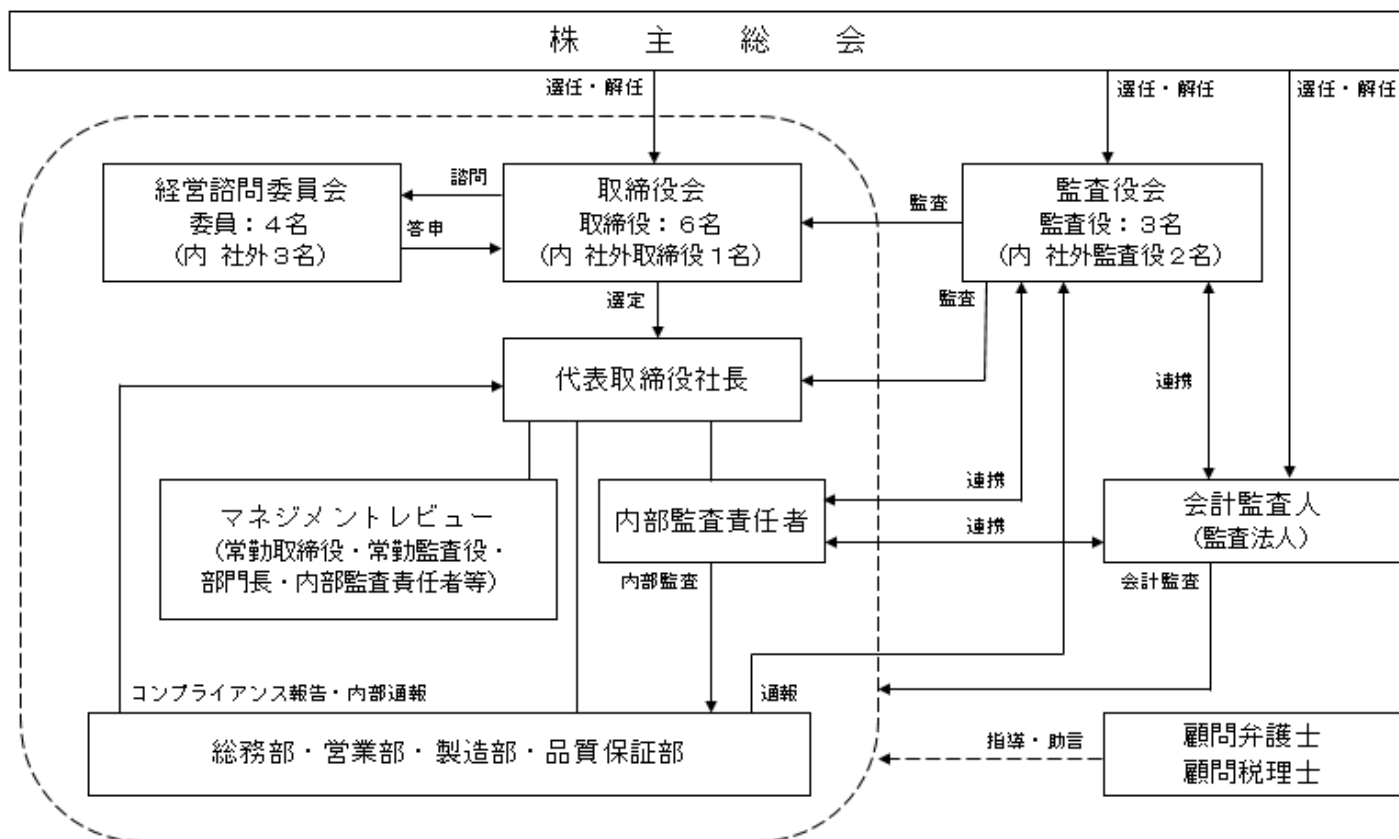 株 主 総 会
選任・解任
選任・解任
選任・解任
経営諮問委員会
委員：４名
(内 社外３名)
諮問
答申
取締役会
取締役：６名
(内 社外取締役１名)
監査
監査役会
監査役：３名
(内 社外監査役２名)
選定
監査
代表取締役社長
連携
マネジメントレビュー
(常勤取締役・常勤監査役・
部門長・内部監査責任者等)
内部監査責任者
連携
連携
会計監査人
(監査法人)
内部監査
会計監査
コンプライアンス報告・内部通報
通報
総務部・営業部・製造部・品質保証部
指導・助言
顧問弁護士
顧問税理士